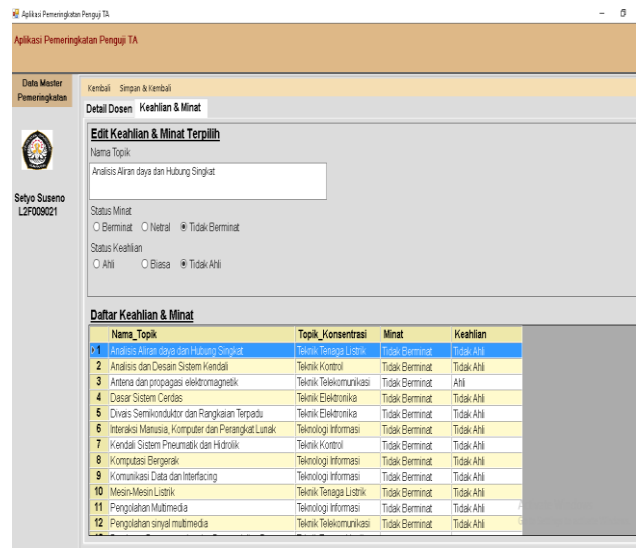 Aplikasi Pemeringkatan Penguji TA
Aplikasi Pemeringkatan Penguji TA
Data Master
Pemeringkatan
Setyo Suseno
L2F009021
Kembali Simpan & Kembali
Detail Dosen Keahlian & Minat
Edit Keahlian & Minat Terpilih
Nama Topik
Analisis Aliran daya dan Hubung Singkat
Status Minat
Berminat Netral Tidak Berminat
Status Keahlian
Ahli Biasa Tidak Ahli
Daftar Keahlian & Minat
Nama_Topik Topik_Konsentrasi Minat Keahlian
1 Analisis Aliran daya dan Hubung Singkat Teknik Tenaga Listrik Tidak Berminat Tidak Ahli
2 Analisis dan Desain Sistem Kendali Teknik Kontrol Tidak Berminat Tidak Ahli
3 Antena dan propagasi elektromagnetik Teknik Telekomunikasi Tidak Berminat Ahli
4 Dasar Sistem Cerdas Teknik Elektronika Tidak Berminat Tidak Ahli
5 Divais Semikonduktor dan Rangkaian Terpadu Teknik Elektronika Tidak Berminat Tidak Ahli
6 Interaksi Manusia, Komputer dan Perangkat Lunak Teknologi Informasi Tidak Berminat Tidak Ahli
7 Kendali Sistem Pneumatik dan Hidrolik Teknik Kontrol Tidak Berminat Tidak Ahli
8 Komputasi Bergerak Teknologi Informasi Tidak Berminat Tidak Ahli
9 Komunikasi Data dan Interfacing Teknologi Informasi Tidak Berminat Tidak Ahli
10 Mesin-Mesin Listrik Teknik Tenaga Listrik Tidak Berminat Tidak Ahli
11 Pengolahan Multimedia Teknologi Informasi Tidak Berminat Tidak Ahli
12 Pengolahan sinyal multimedia Teknik Telekomunikasi Tidak Berminat Tidak Ahli